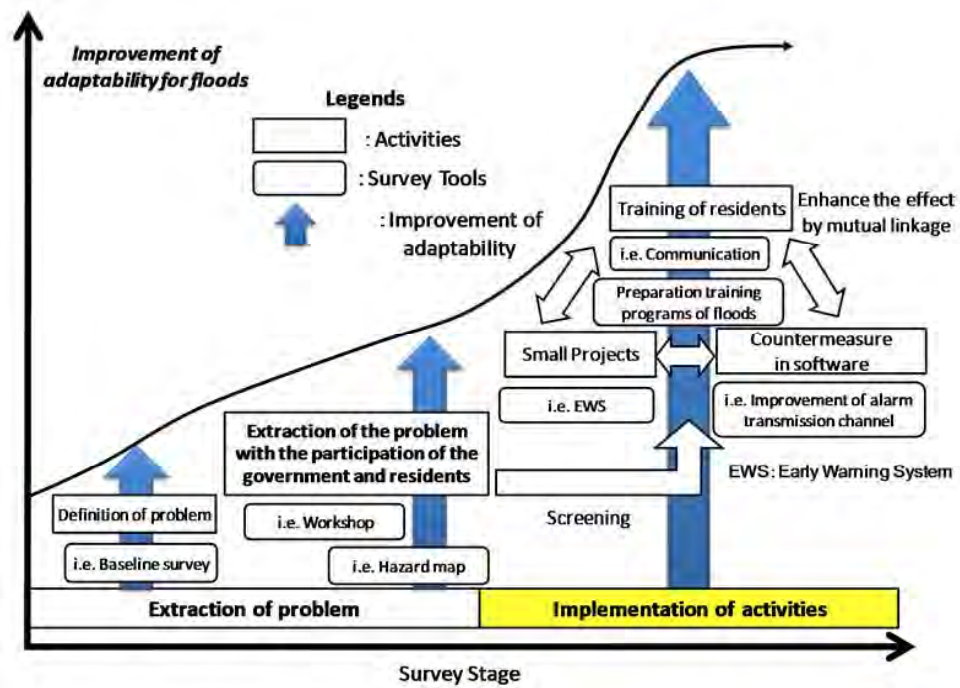 Improvement of
adaptability for floods
Legends
: Activities
: Survey Tools
: Improvement of
adaptability
Training of residents
Enhance the effect
by mutual linkage
i.e. Communication
Preparation training
programs of floods
Small Projects
Countermeasure
in software
i.e. EWS
i.e. Improvement of alarm
transmission channel
EWS : Early Warning System
Extraction of the problem
with the participation of the
government and residents
Screening
Definition of problem
i.e. Workshop
i.e. Baseline survey
i.e. Hazard map
Extraction of problem
Implementation of activities
Survey Stage